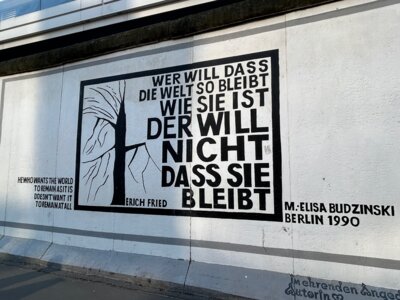 WER WILL DASS
DIE WELT SO BLEIBT
WIE SIE IST
DER WILL
NICHT
DASS SIE
BLEIBT
ERICH FRIED
HE WHO WANTS THE WORLD
TO REMAIN AS IT IS
DOESN'T WANT IT
TO REMAIN AT ALL
M.-ELISA BUDZINSKI
BERLIN 1990